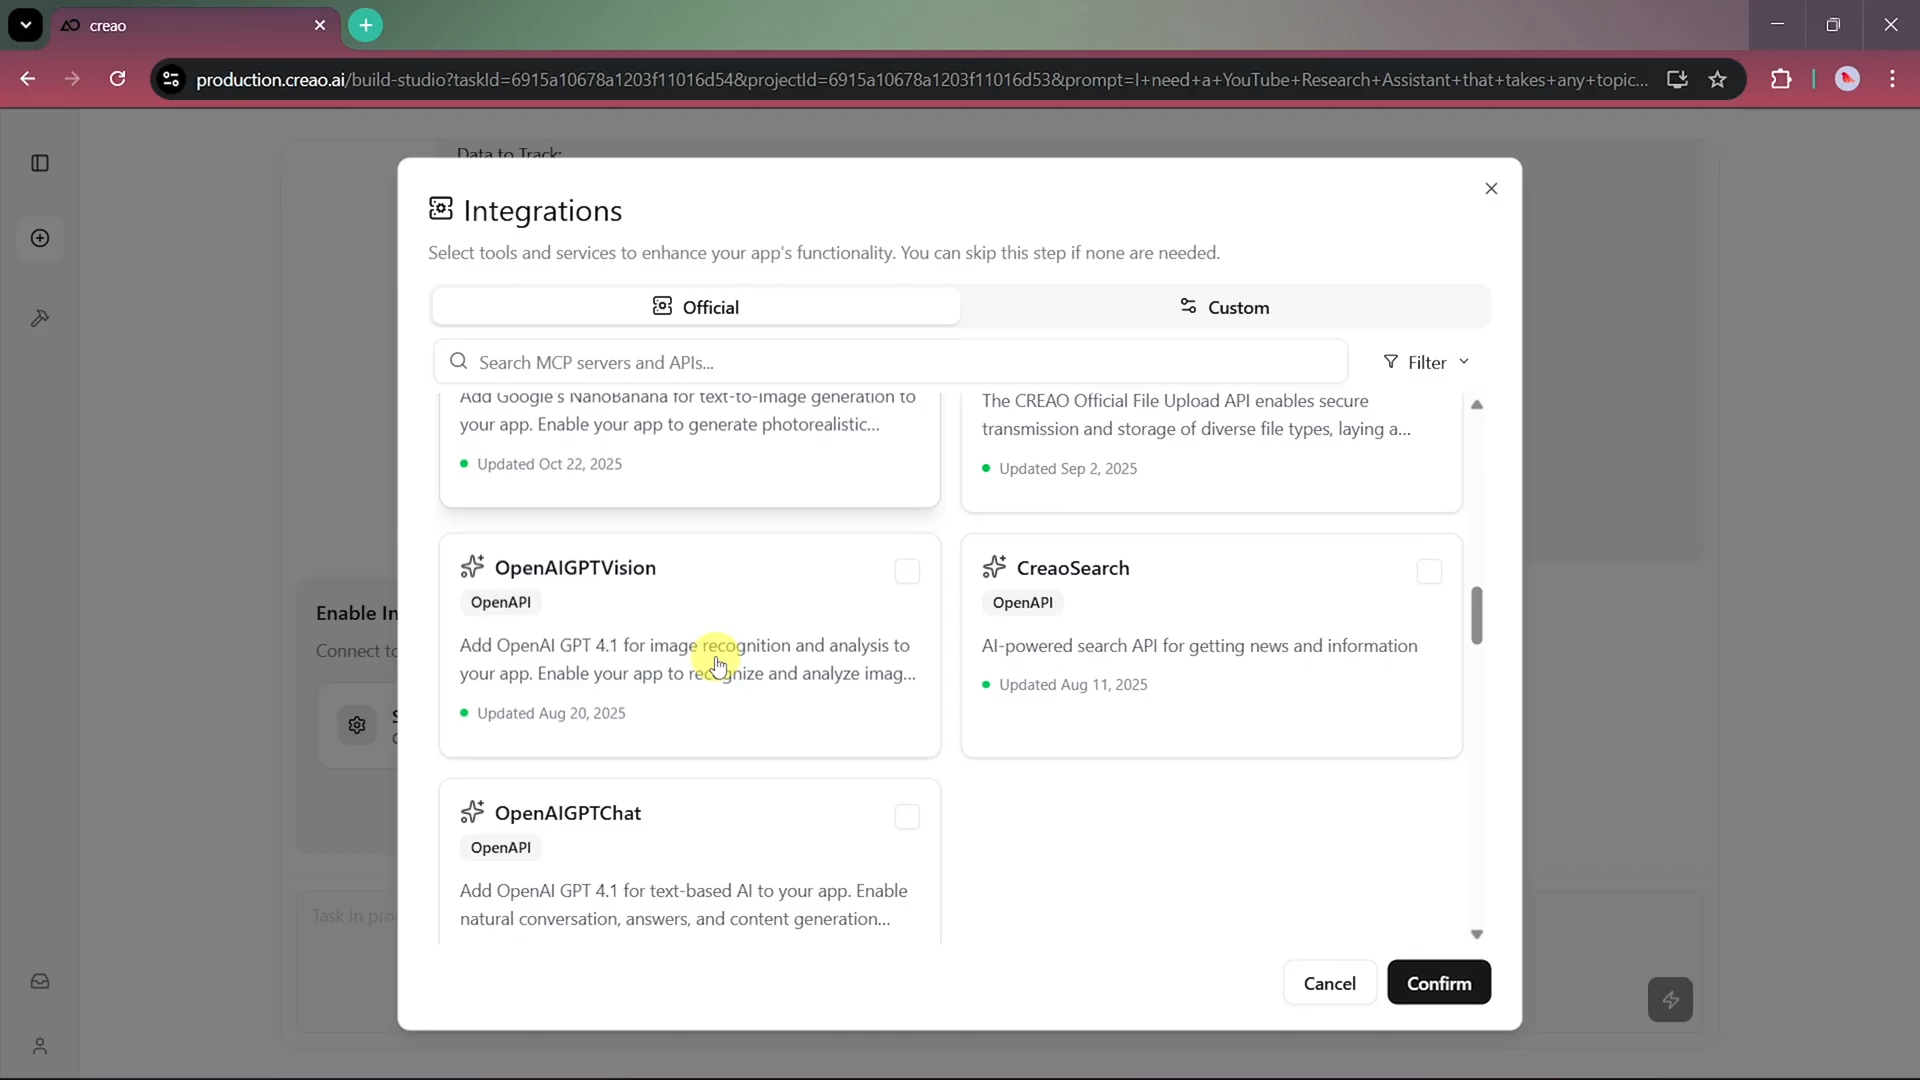 creao
production.creao.ai/build-studio?taskId=6915a10678a1203f11016d54&projectId=6915a10678a1203f11016d53&prompt=I+need+a+YouTube+Research+Assistant+that+takes+any+topic...
Data to Track:
Integrations
Select tools and services to enhance your app's functionality. You can skip this step if none are needed.
Official
Custom
Search MCP servers and APIs...
Filter
Add Google's NanoBanana for text-to-image generation to
your app. Enable your app to generate photorealistic...
Updated Oct 22, 2025
The CREAO Official File Upload API enables secure
transmission and storage of diverse file types, laying a...
Updated Sep 2, 2025
OpenAIGPTVision
OpenAPI
Add OpenAI GPT 4.1 for image recognition and analysis to
your app. Enable your app to recognize and analyze imag...
Updated Aug 20, 2025
CreaoSearch
OpenAPI
AI-powered search API for getting news and information
Updated Aug 11, 2025
OpenAIGPTChat
OpenAPI
Add OpenAI GPT 4.1 for text-based AI to your app. Enable
natural conversation, answers, and content generation...
Enable In
Connect to
Task in pro
Cancel
Confirm